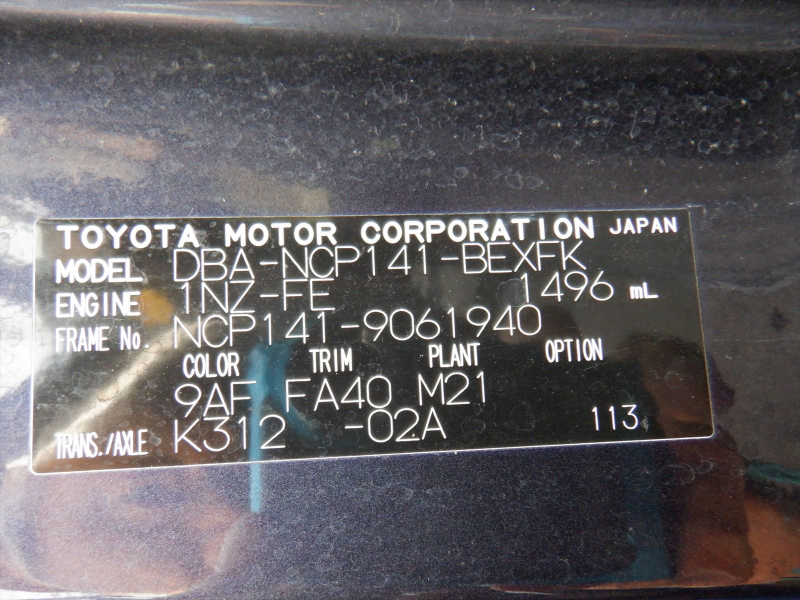 TOYOTA MOTOR CORPORATION JAPAN
MODEL DBA-NCP141-BEXFK
ENGINE 1NZ-FE 1496 mL
FRAME No. NCP141-9061940
COLOR TRIM PLANT OPTION
9AF FA40 M21
TRANS./AXLE K312 -02A 113